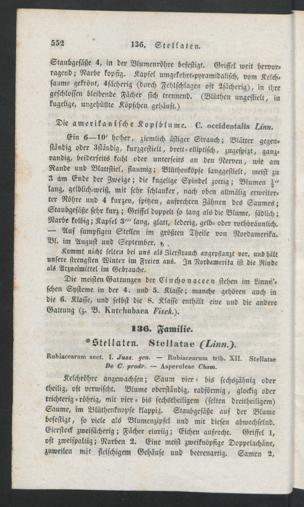 552 136. Stellaten.
Staubgefäße 4, in der Blumenröhre befestigt. Griffel weit hervor-
ragend; Narbe kopfig. Kapsel umgekehrt-pyramidalisch, vom Kelch-
saume gekrönt, 4fächerig (durch Fehlschlagen oft 2fächerig), in ihre
geschlossen bleibende Fächer sich trennend. (Blüthen ungestielt, in
kugelige, ungehüllte Köpfchen gehäuft.)
Die amerikanische Kopfblume. C. occidentalis Linn.
Ein 6—10' hoher, ziemlich ästiger Strauch; Blätter gegen-
ständig oder 3ständig, kurzgestielt, breit-elliptisch, zugespitzt, ganz-
randig, beiderseits kahl oder unterseits an den Nerven, wie am
Rande und Blattstiel, flaumig; Blüthenköpfe langgestielt, meist zu
3 am Ende der Zweige; die kugelige Spindel zottig; Blumen
lang, gelblich-weiß, mit sehr schlanker, nach oben allmälig erweiter-
ter Röhre und 4 kurzen, spitzen, aufrechten Zähnen des Saumes;
Staubgefäße sehr kurz; Griffel doppelt so lang als die Blume, fädlich;
Narbe kolbig; Kapsel lang, glatt, lederig, gelb- oder rothbräunlich.
— Auf sumpfigen Stellen im größten Theile von Nordamerika.
Bl. im August und September. ♄.
Kommt nicht selten bei uns als Zierstrauch angepflanzt vor, und hält
unsere strengsten Winter im Freien aus. In Nordamerika ist die Rinde
als Arzneimittel im Gebrauche.
Die meisten Gattungen der Cinchonaceen stehen im Linné'-
schen Systeme in der 4. und 5. Klasse; manche gehören auch in
die 6. Klasse, und selbst die 8. Klasse enthält eine und die andere
Gattung (z. B. Kutchubaea Fisch.).
136. Familie.
*Stellaten. Stellatae (Linn.).
Rubiacearum sect. I. Juss. gen. — Rubiacearum trib. XII. Stellatae
De C. prodr. — Asperuleae Cham.
Kelchröhre angewachsen; Saum vier- bis sechszähnig oder
theilig, oft verwischt. Blume oberständig, radförmig, glockig oder
trichterig-röhrig, mit vier- bis sechstheiligem (selten dreitheiligem)
Saume, im Blüthenknopfe klappig. Staubgefäße auf der Blume
befestigt, so viele als Blumenzipfel und mit diesen abwechselnd.
Eierstock zweifächerig; Fächer eineiig; Eichen aufrecht. Griffel 1,
oft zweispaltig; Narben 2. Eine meist zweiknöpfige Doppelachäne,
zuweilen mit fleischigem Gehäuse und beerenartig. Samen 2,